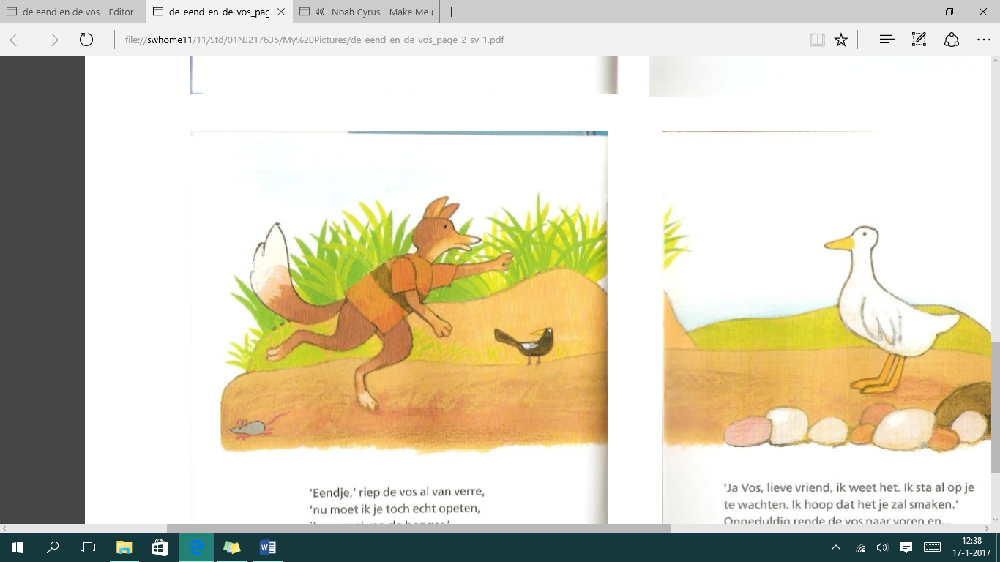 de eend en de vos - Editor -
de-eend-en-de-vos_pag
Noah Cyrus - Make Me (
file://swhome11/11/Std/01NJ217635/My%20Pictures/de-eend-en-de-vos_page-2-sv-1.pdf
'Eendje,' riep de vos al van verre,
'nu moet ik je toch echt opeten,
'Ja Vos, lieve vriend, ik weet het. Ik sta al op je
te wachten. Ik hoop dat het je zal smaken.'
Ongeduldig rende de vos naar voren en...
12:38
17-1-2017